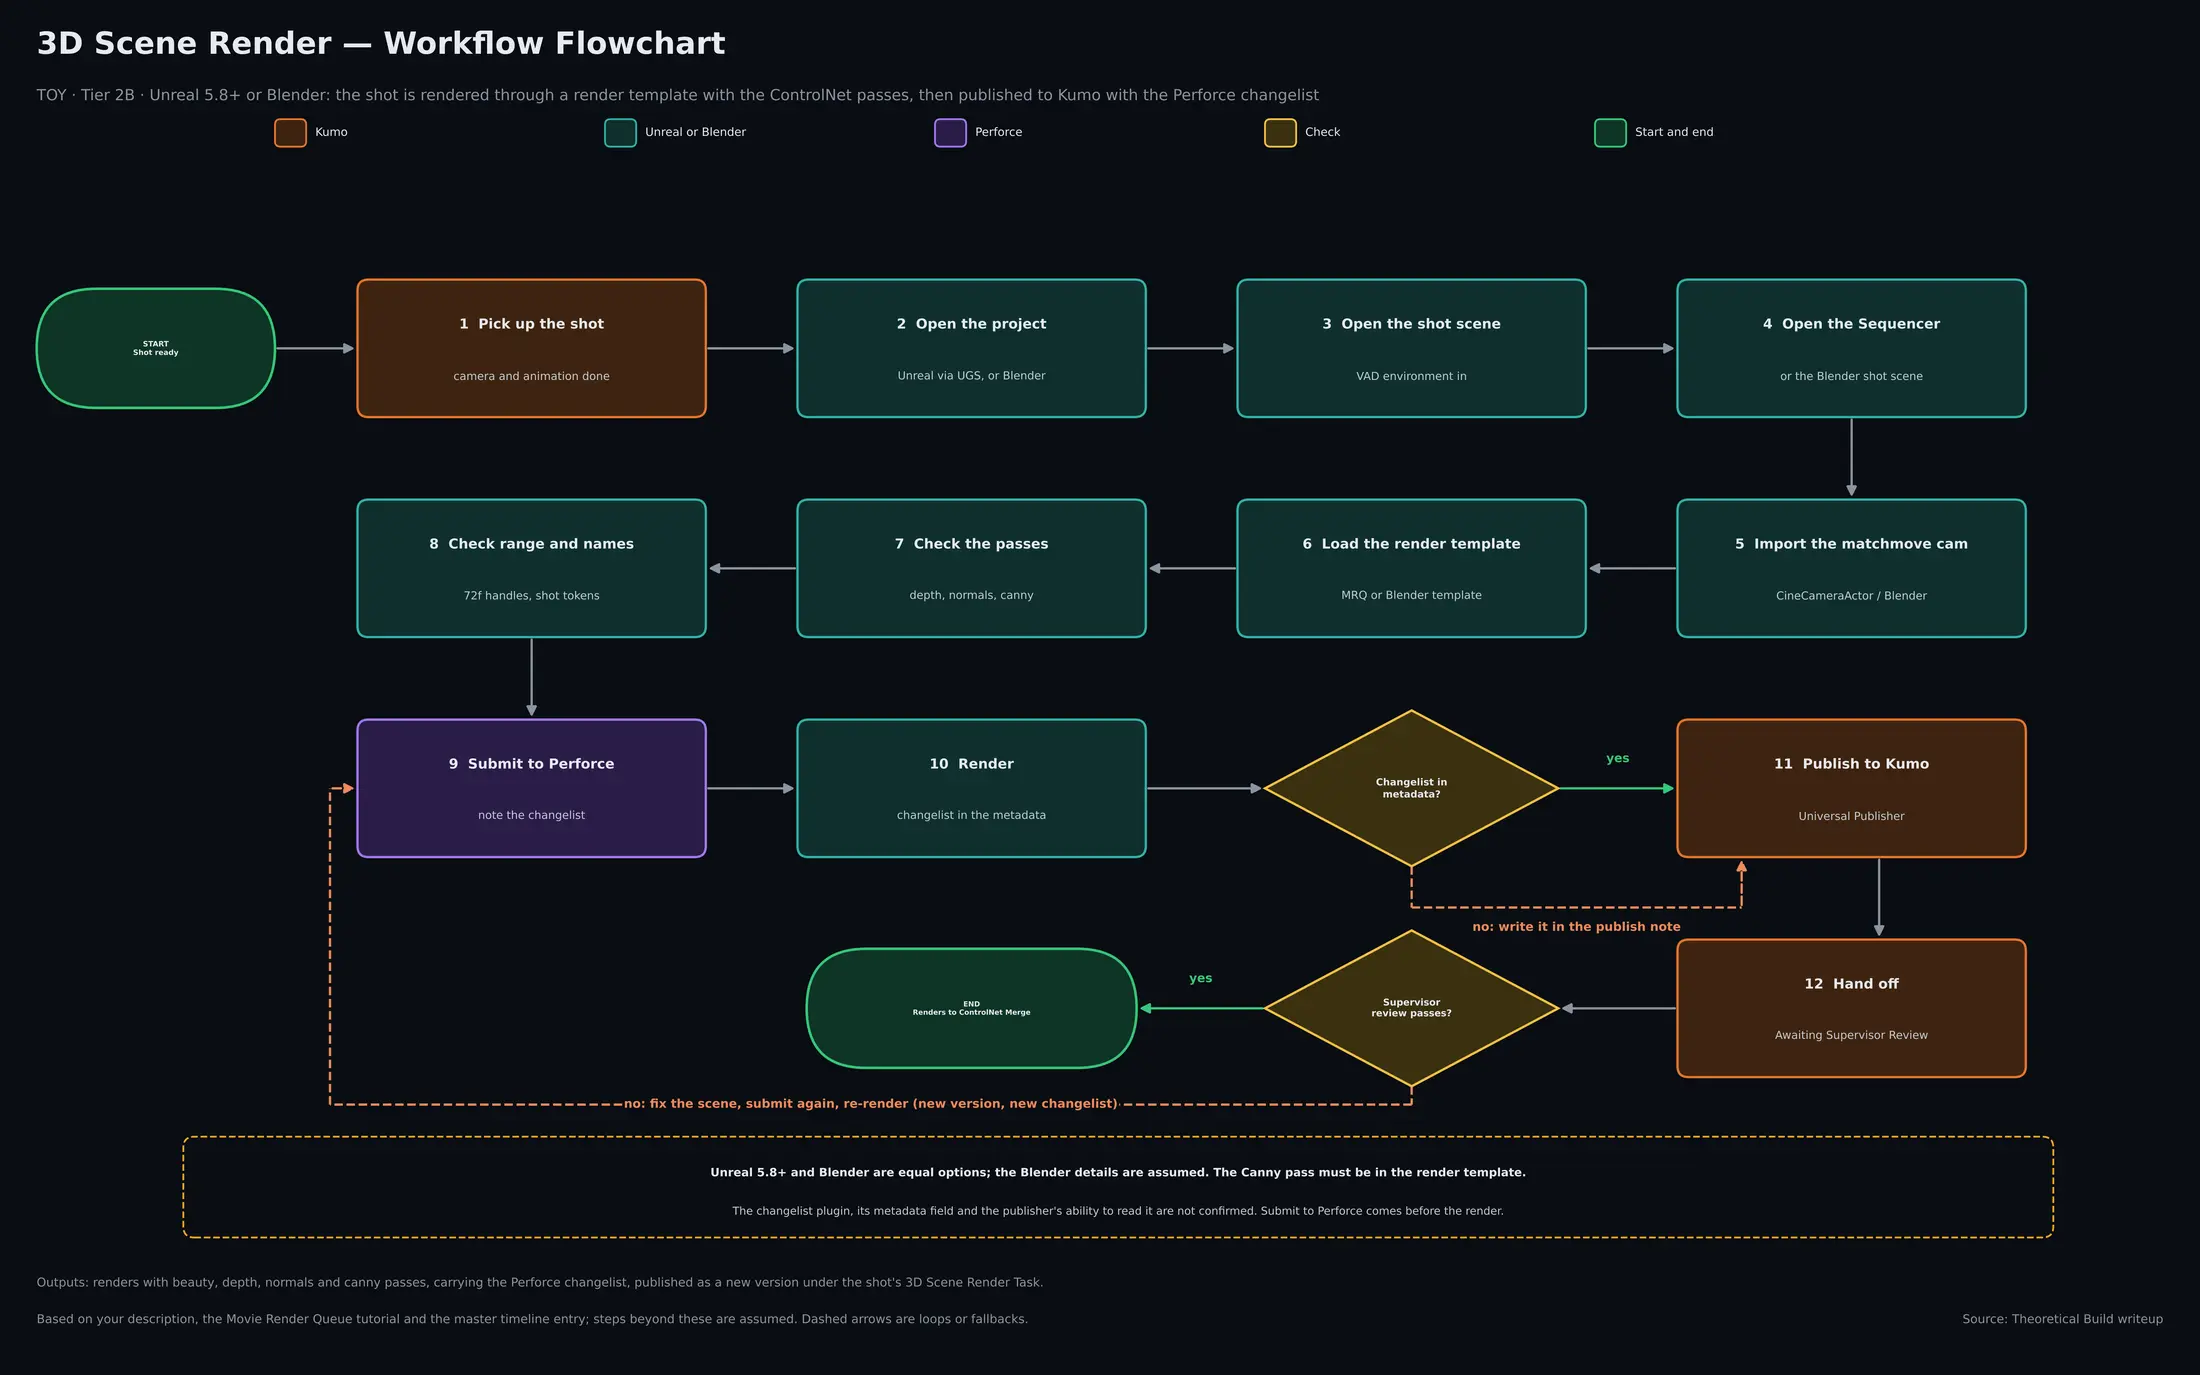 3D Scene Render — Workflow Flowchart
TOY · Tier 2B · Unreal 5.8+ or Blender: the shot is rendered through a render template with the ControlNet passes, then published to Kumo with the Perforce changelist
Kumo
Unreal or Blender
Perforce
Check
Start and end
START
Shot ready
1 Pick up the shot
camera and animation done
2 Open the project
Unreal via UGS, or Blender
3 Open the shot scene
VAD environment in
4 Open the Sequencer
or the Blender shot scene
5 Import the matchmove cam
CineCameraActor / Blender
6 Load the render template
MRQ or Blender template
7 Check the passes
depth, normals, canny
8 Check range and names
72f handles, shot tokens
9 Submit to Perforce
note the changelist
10 Render
changelist in the metadata
Changelist in
metadata?
yes
11 Publish to Kumo
Universal Publisher
no: write it in the publish note
12 Hand off
Awaiting Supervisor Review
Supervisor
review passes?
yes
END
Renders to ControlNet Merge
no: fix the scene, submit again, re-render (new version, new changelist)
Unreal 5.8+ and Blender are equal options; the Blender details are assumed. The Canny pass must be in the render template.
The changelist plugin, its metadata field and the publisher's ability to read it are not confirmed. Submit to Perforce comes before the render.
Outputs: renders with beauty, depth, normals and canny passes, carrying the Perforce changelist, published as a new version under the shot's 3D Scene Render Task.
Based on your description, the Movie Render Queue tutorial and the master timeline entry; steps beyond these are assumed. Dashed arrows are loops or fallbacks.
Source: Theoretical Build writeup